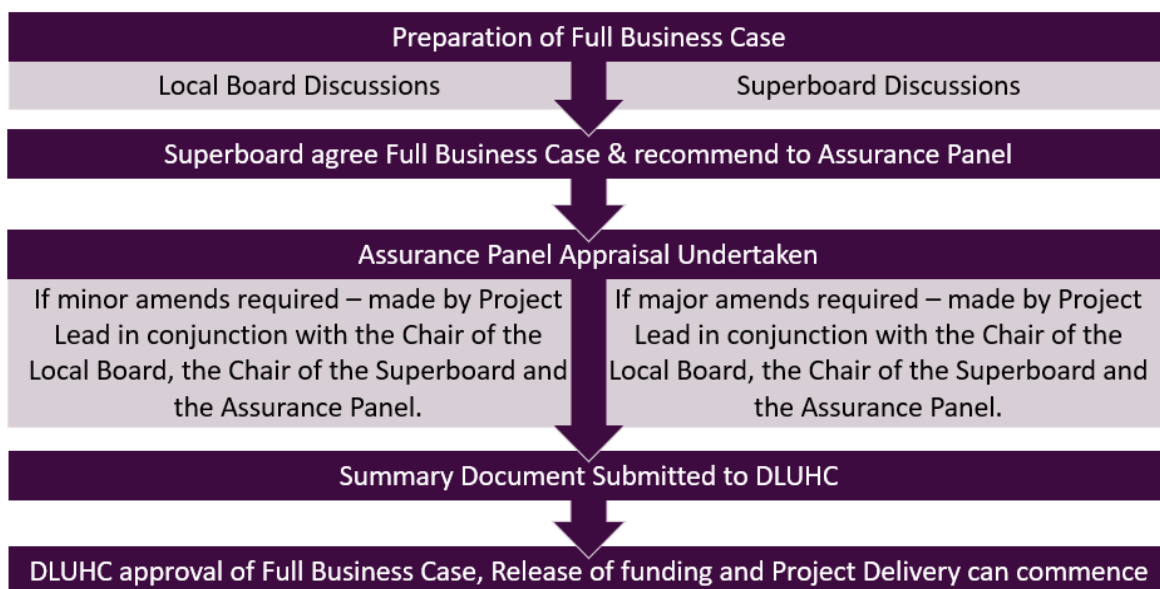 Preparation of Full Business Case
Local Board Discussions
Superboard Discussions
Superboard agree Full Business Case & recommend to Assurance Panel
Assurance Panel Appraisal Undertaken
If minor amends required – made by Project
Lead in conjunction with the Chair of the
Local Board, the Chair of the Superboard and
the Assurance Panel.
If major amends required – made by Project
Lead in conjunction with the Chair of the
Local Board, the Chair of the Superboard and
the Assurance Panel.
Summary Document Submitted to DLUHC
DLUHC approval of Full Business Case, Release of funding and Project Delivery can commence